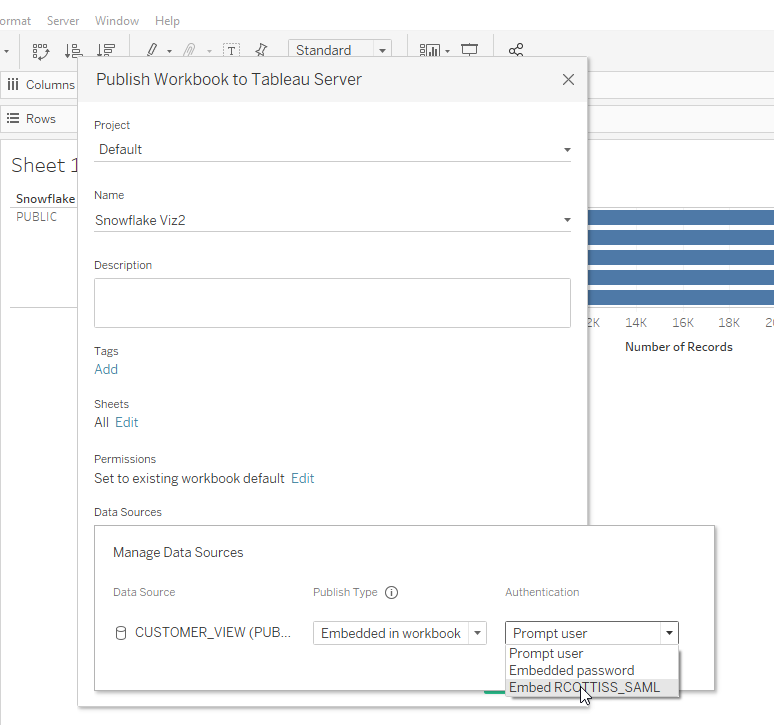 ormat Server Window Help
T Standard
Publish Workbook to Tableau Server
Columns
Project
Rows
Default
Sheet 1
Name
Snowflake
PUBLIC
Snowflake Viz2
Description
2K 14K 16K 18K 20
Number of Records
Tags
Add
Sheets
All Edit
Permissions
Set to existing workbook default Edit
Data Sources
Manage Data Sources
Data Source Publish Type Authentication
CUSTOMER_VIEW (PUB... Embedded in workbook Prompt user
Prompt user
Embedded password
Embed RCOTTISS_SAML